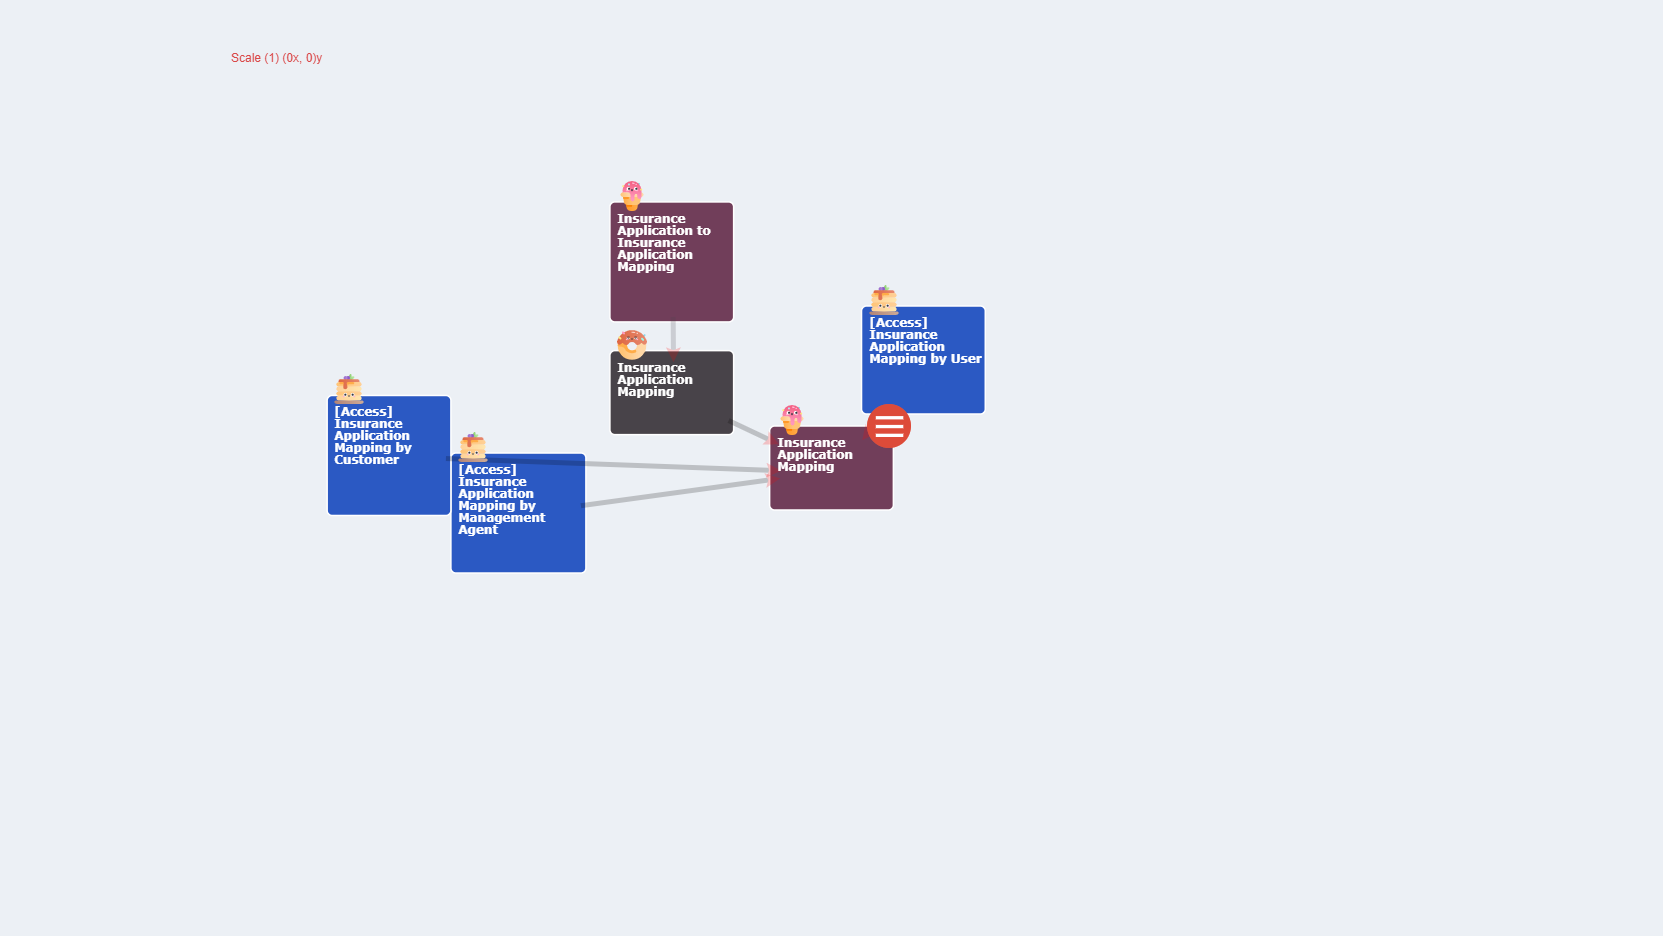 Scale (1) (0x, 0)y
Insurance
Application to
Insurance
Application
Mapping
[Access]
Insurance
Application
Mapping by User
Insurance
Application
Mapping
[Access]
Insurance
Application
Mapping by
Customer
Insurance
Application
Mapping
[Access]
Insurance
Application
Mapping by
Management
Agent